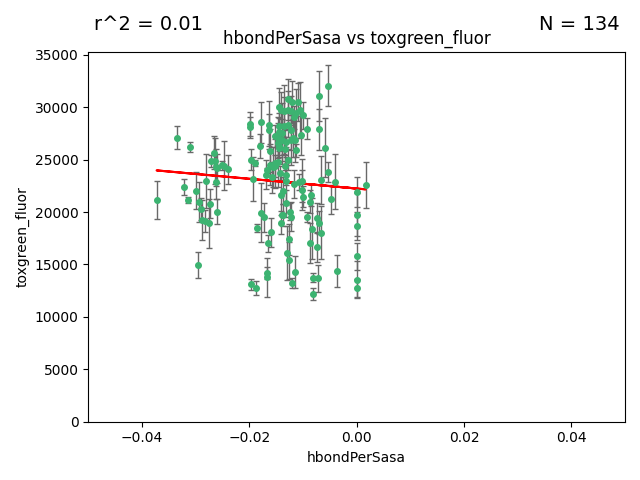 r^2 = 0.01
N = 134
hbondPerSasa vs toxgreen_fluor
35000
30000
25000
20000
15000
10000
5000
0
toxgreen_fluor
−0.04
−0.02
0.00
0.02
0.04
hbondPerSasa